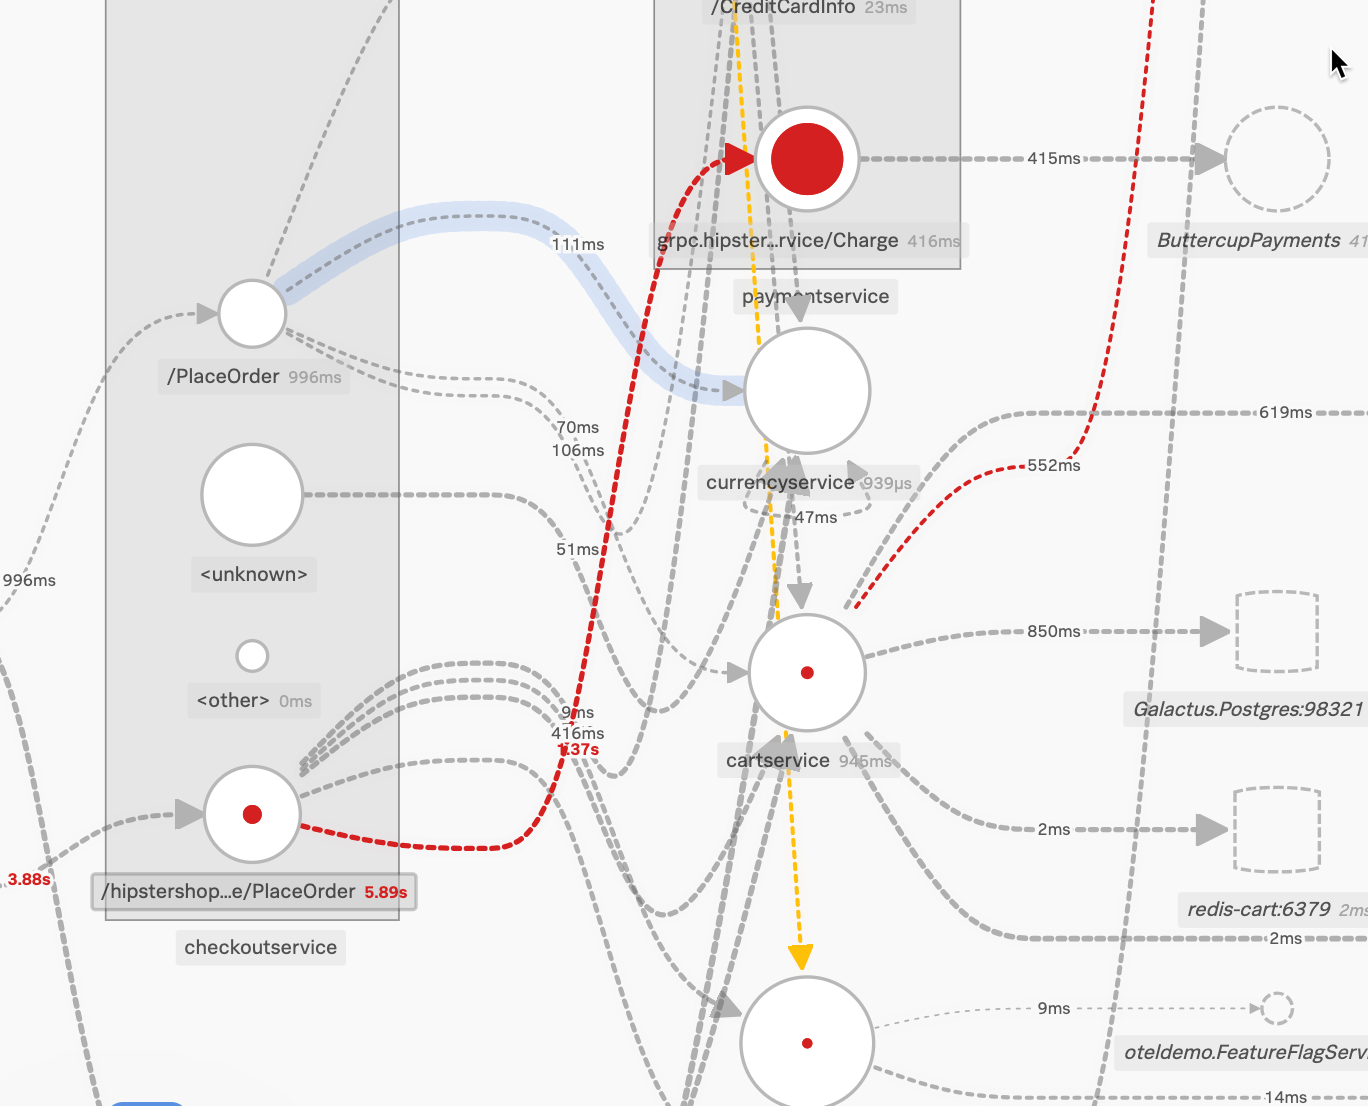 /CreditCardInfo 23ms
415ms
grpc.hipster...rvice/Charge 416ms
ButtercupPayments 41
111ms
paymentservice
/PlaceOrder 996ms
619ms
70ms
106ms
552ms
currencyservice 939µs
47ms
51ms
<unknown>
996ms
850ms
<other> 0ms
Galactus.Postgres:98321
9ms
416ms
1.37s
cartservice 945ms
2ms
3.88s
/hipstershop...e/PlaceOrder 5.89s
redis-cart:6379 2ms
2ms
checkoutservice
9ms
oteldemo.FeatureFlagServi
14ms